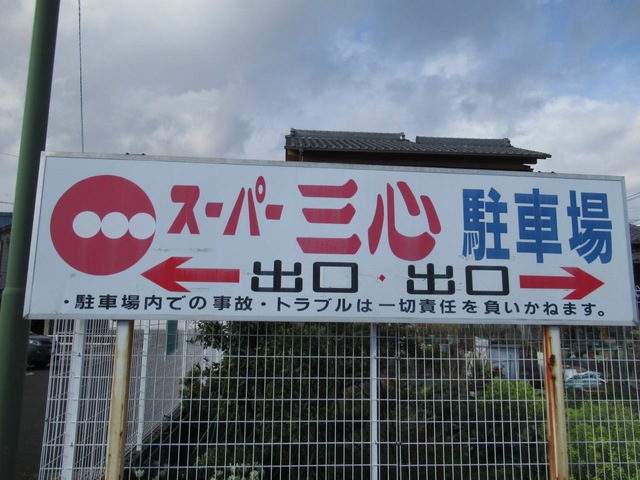 スーパー三心 駐車場
出口・出口
・駐車場内での事故・トラブルは一切責任を負いかねます。